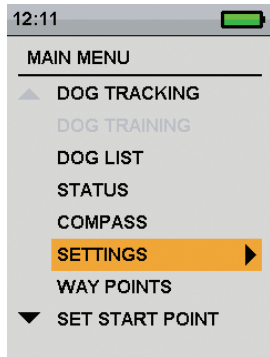 12:11
MAIN MENU
DOG TRACKING
DOG TRAINING
DOG LIST
STATUS
COMPASS
SETTINGS
WAY POINTS
SET START POINT